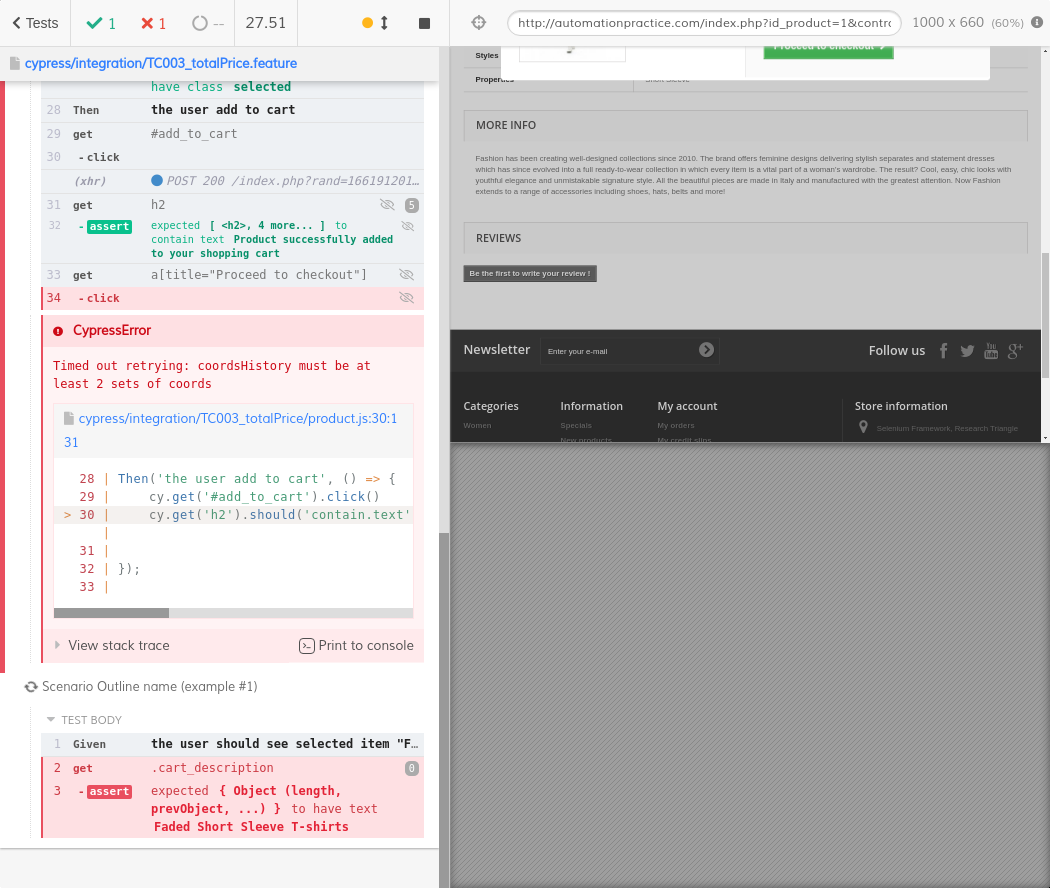 Tests
1
1
--
27.51
http://automationpractice.com/index.php?id_product=1&contro
1000 x 660 (60%)
cypress/integration/TC003_totalPrice.feature
have class selected
28 Then the user add to cart
29 get #add_to_cart
30 -click
(xhr) POST 200 /index.php?rand=166191201…
31 get h2 5
32 -assert expected [ <h2>, 4 more... ] to
contain text Product successfully added
to your shopping cart
33 get a[title="Proceed to checkout"]
34 -click
CypressError
Timed out retrying: coordsHistory must be at
least 2 sets of coords
cypress/integration/TC003_totalPrice/product.js:30:1
31
28 | Then('the user add to cart', () => {
29 | cy.get('#add_to_cart').click()
> 30 | cy.get('h2').should('contain.text'
|
31 |
32 | });
33 |
View stack trace
Print to console
Scenario Outline name (example #1)
TEST BODY
1 Given the user should see selected item "F…
2 get .cart_description 0
3 -assert expected { Object (length,
prevObject, ...) } to have text
Faded Short Sleeve T-shirts
Proceed to checkout
Styles
Properties
Short Sleeve
MORE INFO
Fashion has been creating well-designed collections since 2010. The brand offers feminine designs delivering stylish separates and statement dresses
which has since evolved into a full ready-to-wear collection in which every item is a vital part of a woman's wardrobe. The result? Cool, easy, chic looks with
youthful elegance and unmistakable signature style. All the beautiful pieces are made in Italy and manufactured with the greatest attention. Now Fashion
extends to a range of accessories including shoes, hats, belts and more!
REVIEWS
Be the first to write your review !
Newsletter
Enter your e-mail
Follow us
Categories
Information
My account
Store information
Women
Specials
My orders
Selenium Framework, Research Triangle
New products
My credit slips